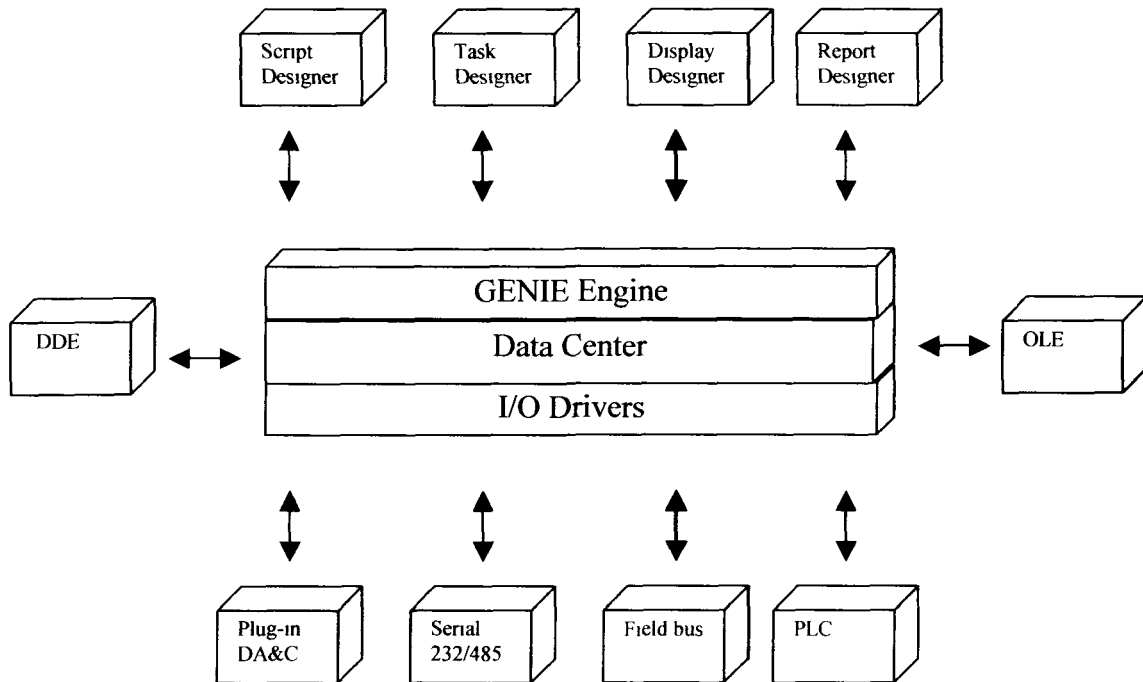 Script
Designer
Task
Designer
Display
Designer
Report
Designer
GENIE Engine
DDE
Data Center
OLE
I/O Drivers
Plug-in
DA&C
Serial
232/485
Field bus
PLC